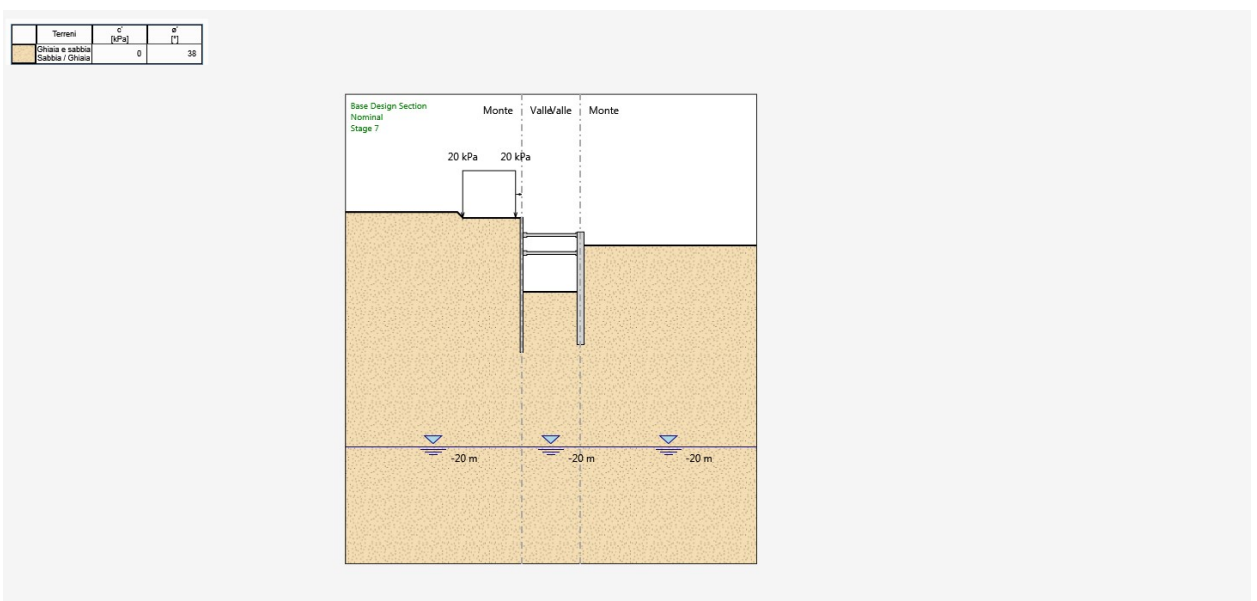 Terreni c' ø'
[kPa] [°]
Ghiaia e sabbia 0 38
Sabbia / Ghiaia
Base Design Section
Nominal
Stage 7
Monte Valle Valle Monte
20 kPa 20 kPa
-20 m -20 m -20 m